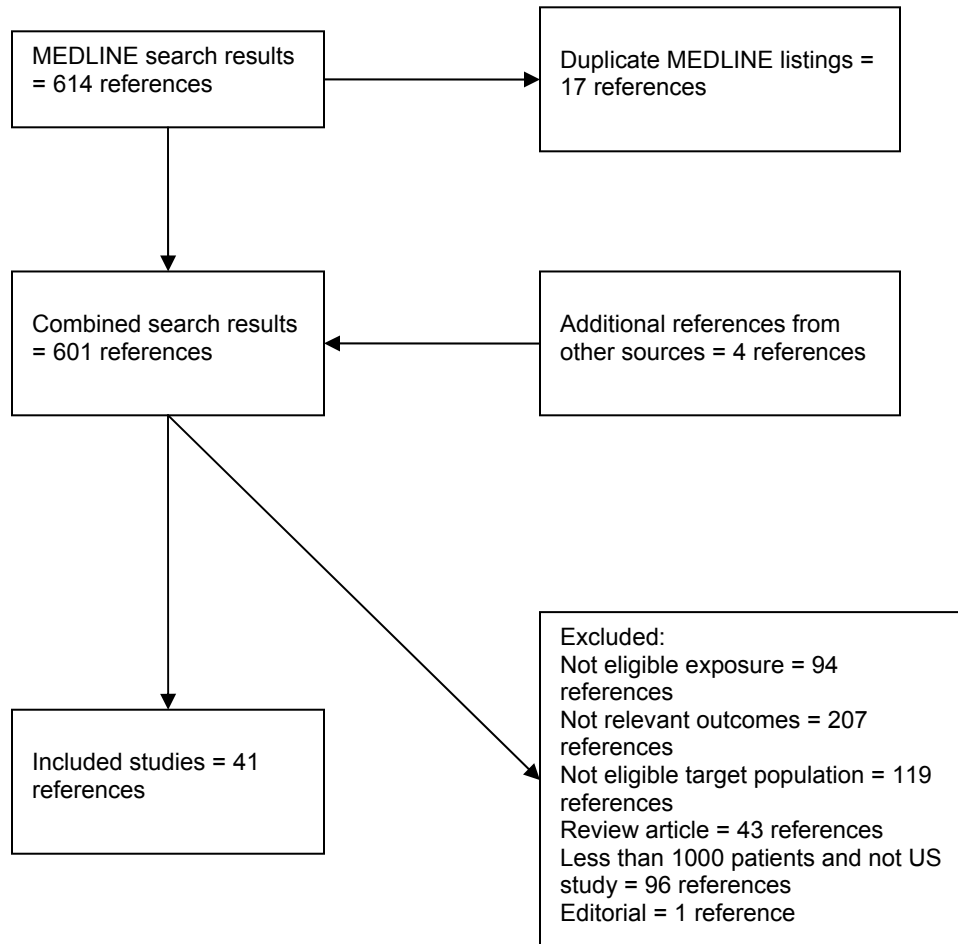 MEDLINE search results
= 614 references
Duplicate MEDLINE listings =
17 references
Combined search results
= 601 references
Additional references from
other sources = 4 references
Included studies = 41
references
Excluded:
Not eligible exposure = 94
references
Not relevant outcomes = 207
references
Not eligible target population = 119
references
Review article = 43 references
Less than 1000 patients and not US
study = 96 references
Editorial = 1 reference